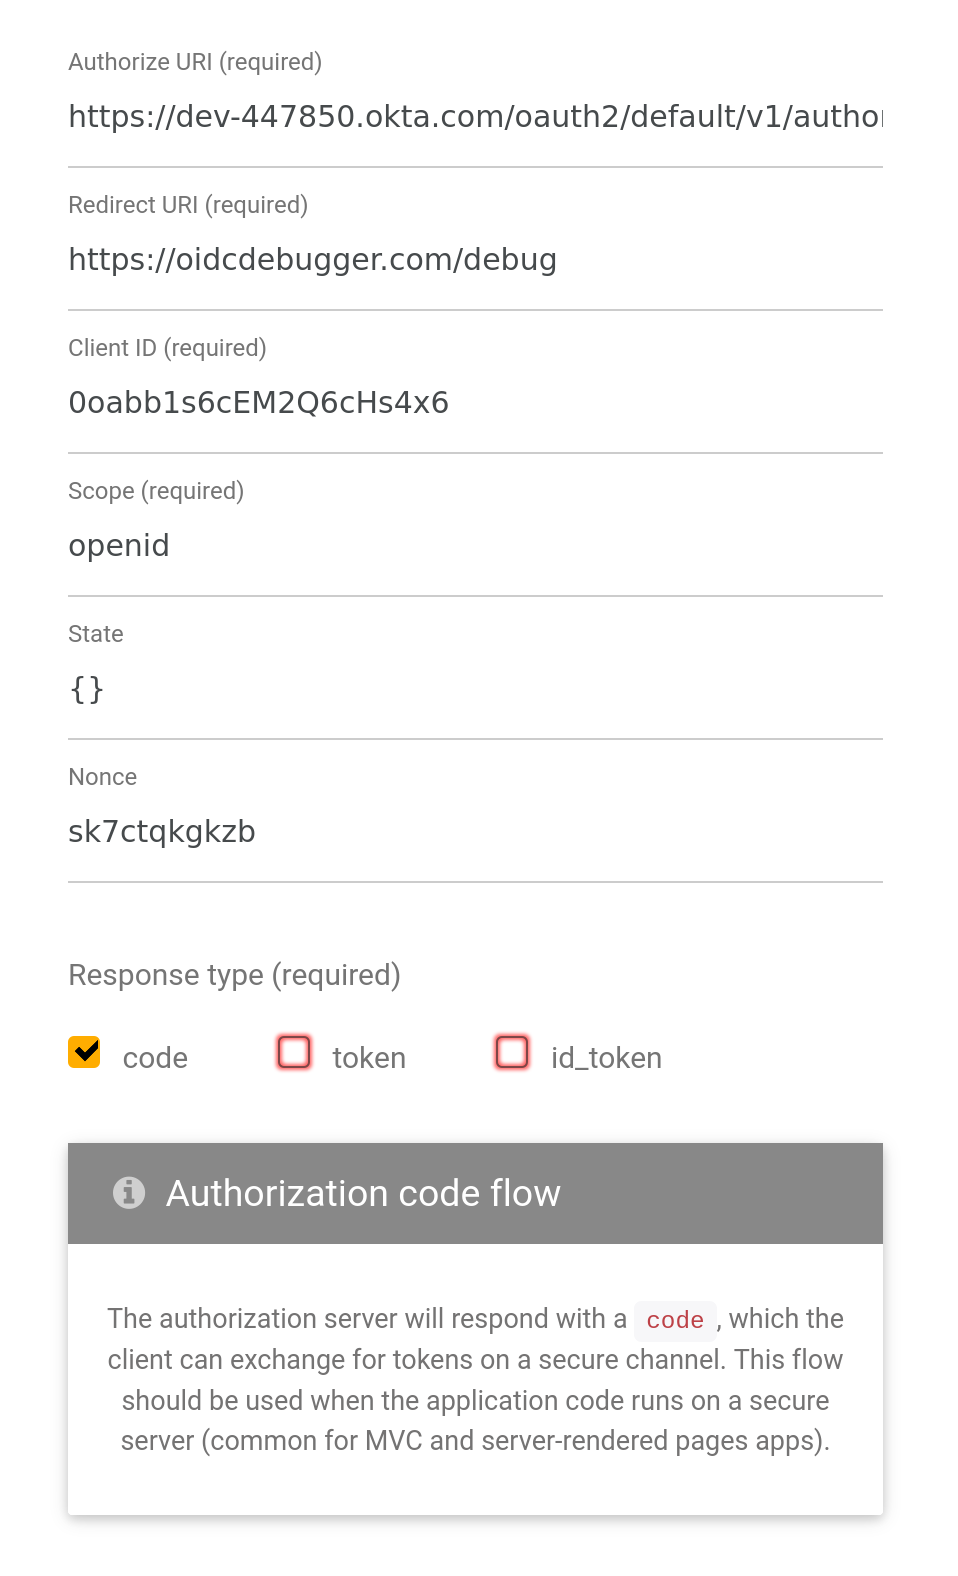 Authorize URI (required)
https://dev-447850.okta.com/oauth2/default/v1/author
Redirect URI (required)
https://oidcdebugger.com/debug
Client ID (required)
0oabb1s6cEM2Q6cHs4x6
Scope (required)
openid
State
{}
Nonce
sk7ctqkgkzb
Response type (required)
code token id_token
Authorization code flow
The authorization server will respond with a code, which the
client can exchange for tokens on a secure channel. This flow
should be used when the application code runs on a secure
server (common for MVC and server-rendered pages apps).